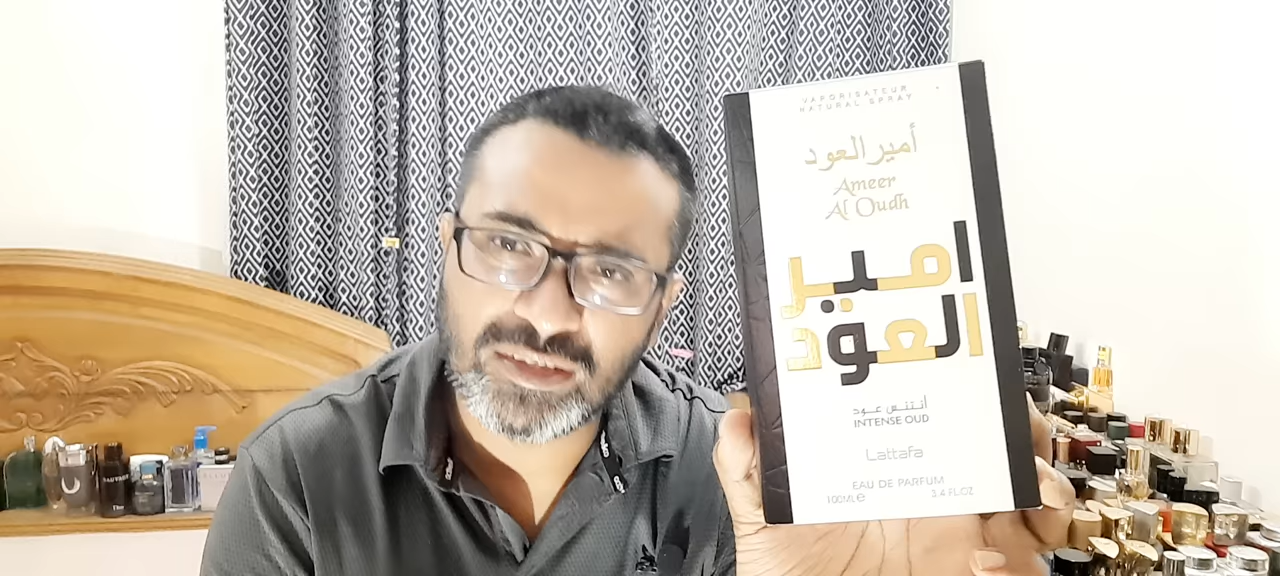 VAPORISATEUR
NATURAL SPRAY
أمير العود
Ameer
Al Oudh
امير
العود
أنتنس عود
INTENSE OUD
Lattafa
EAU DE PARFUM
100ML e 3.4 FL.OZ
SAUVAGE
Dior